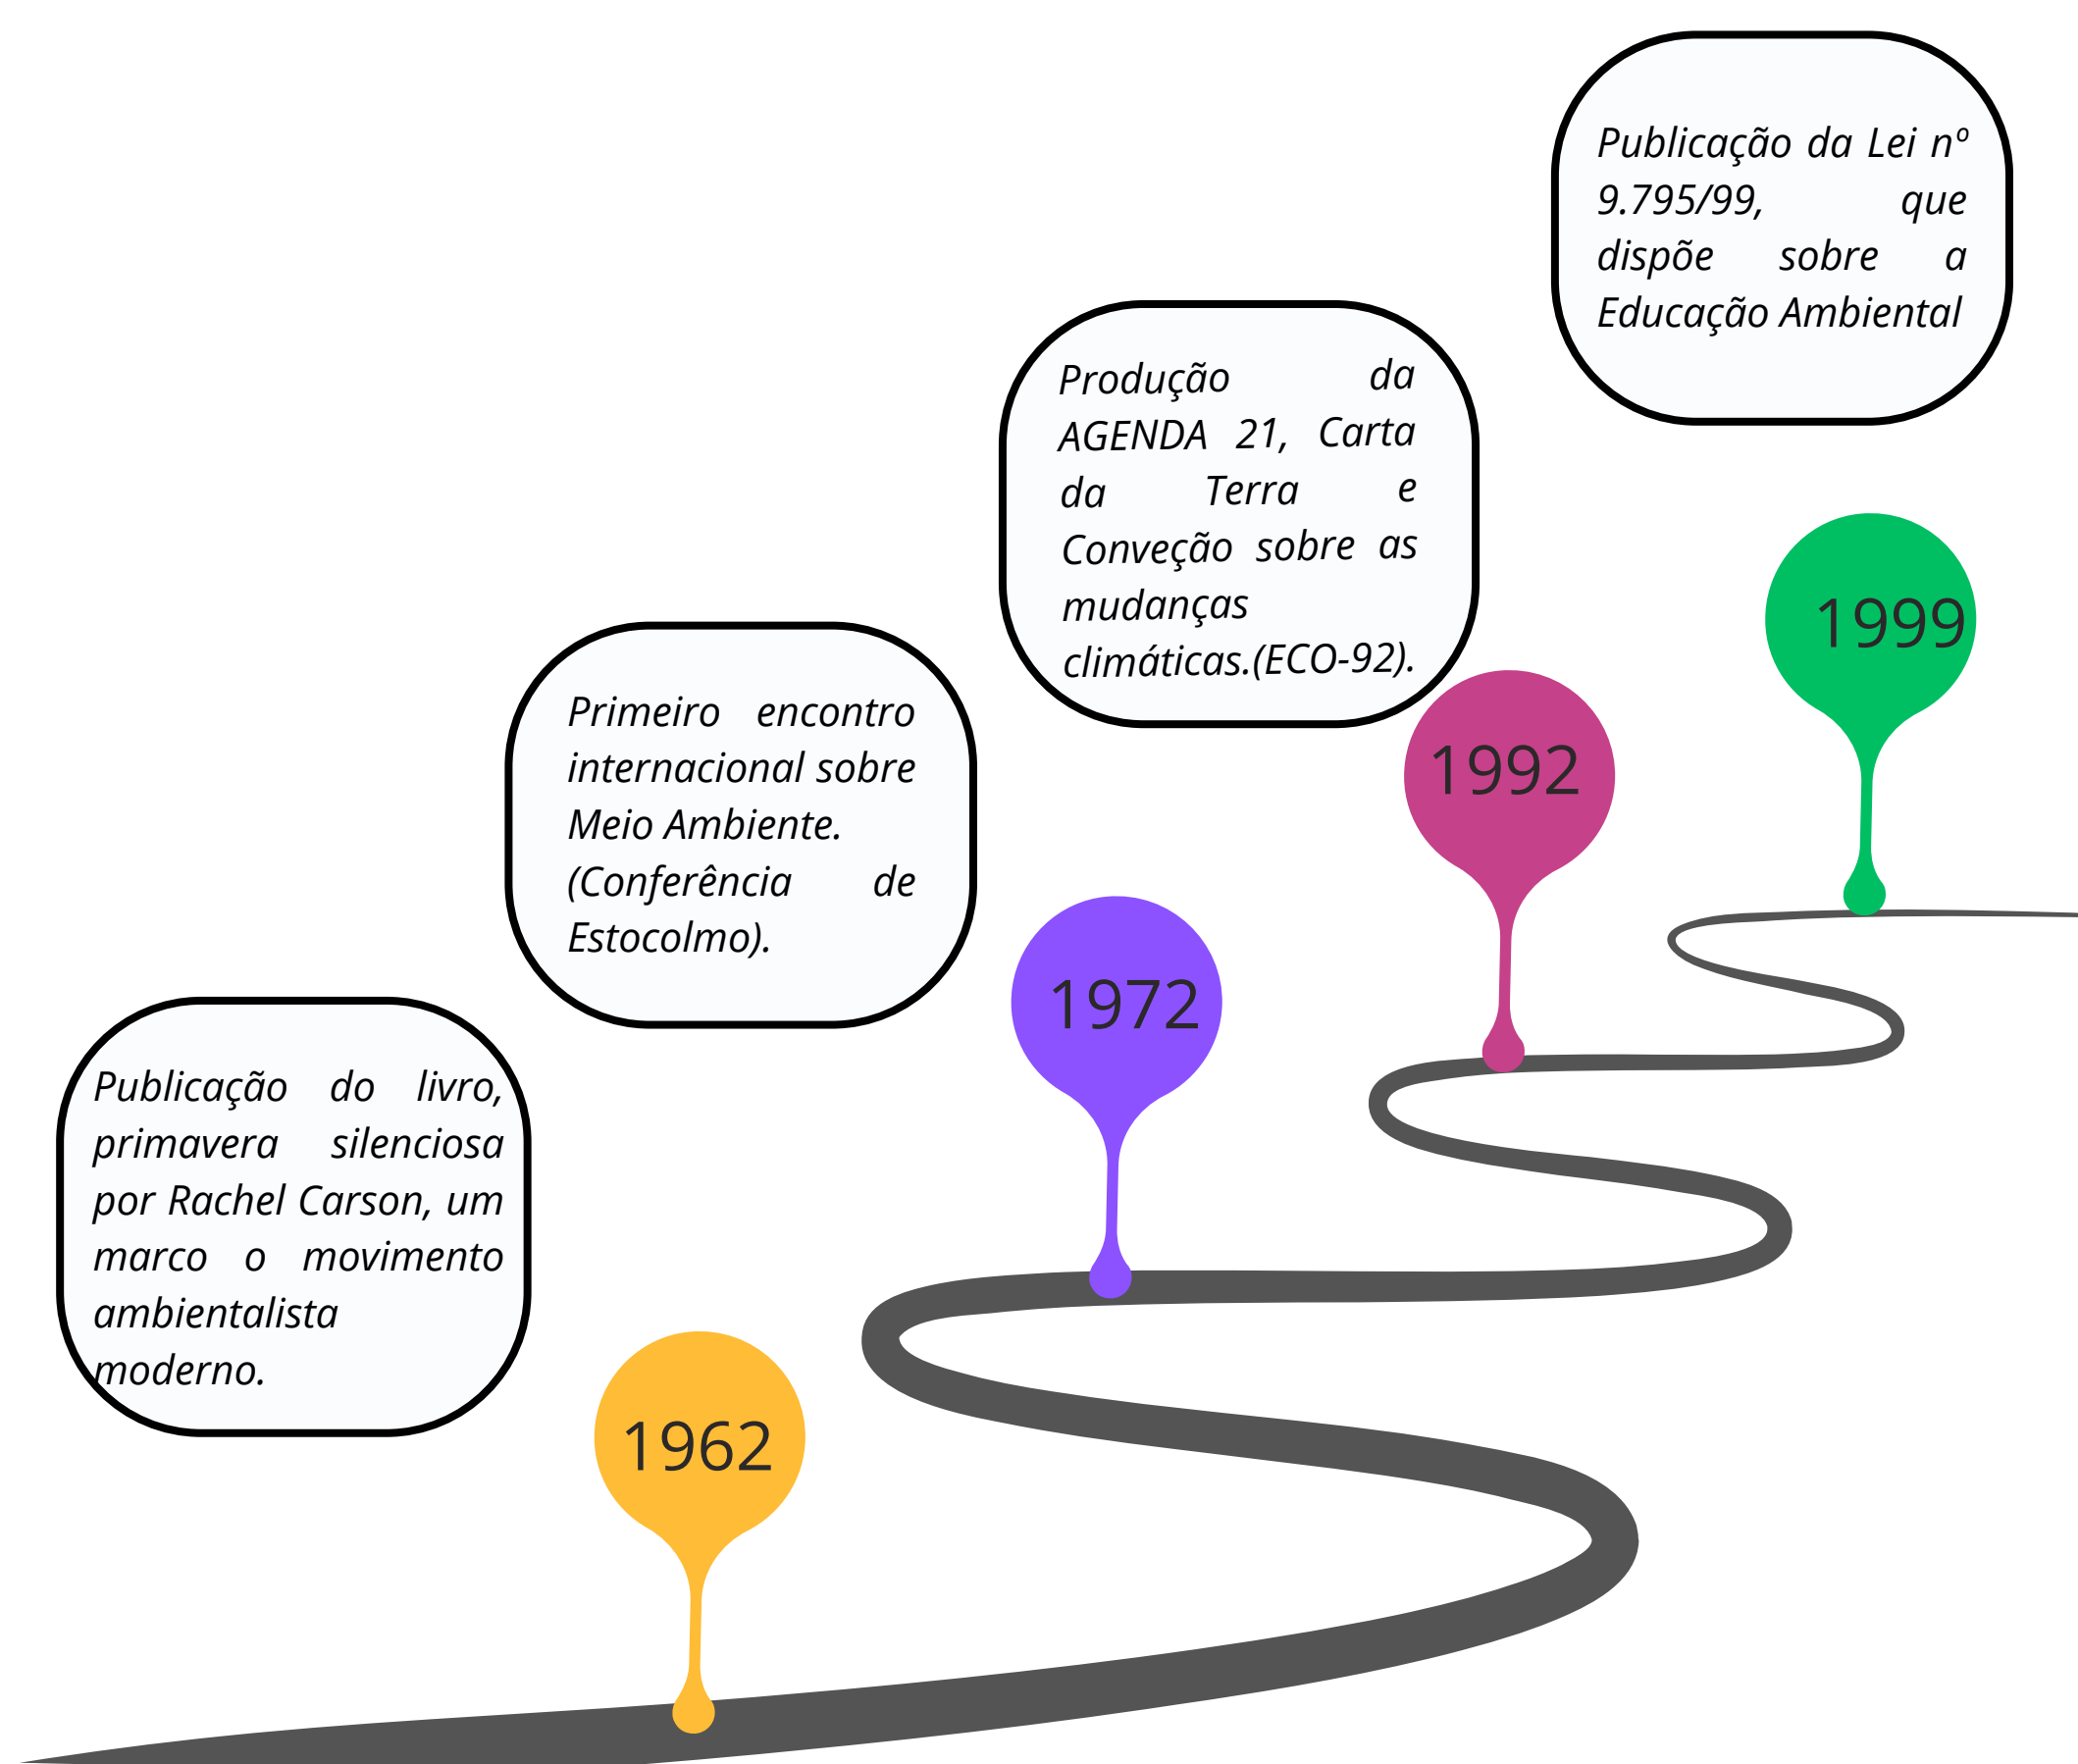 Publicação do livro,
primavera silenciosa
por Rachel Carson, um
marco o movimento
ambientalista
moderno.
1962
Primeiro encontro
internacional sobre
Meio Ambiente.
(Conferência de
Estocolmo).
1972
Produção da
AGENDA 21, Carta
da Terra e
Conveção sobre as
mudanças
climáticas.(ECO-92).
1992
Publicação da Lei nº
9.795/99, que
dispõe sobre a
Educação Ambiental
1999